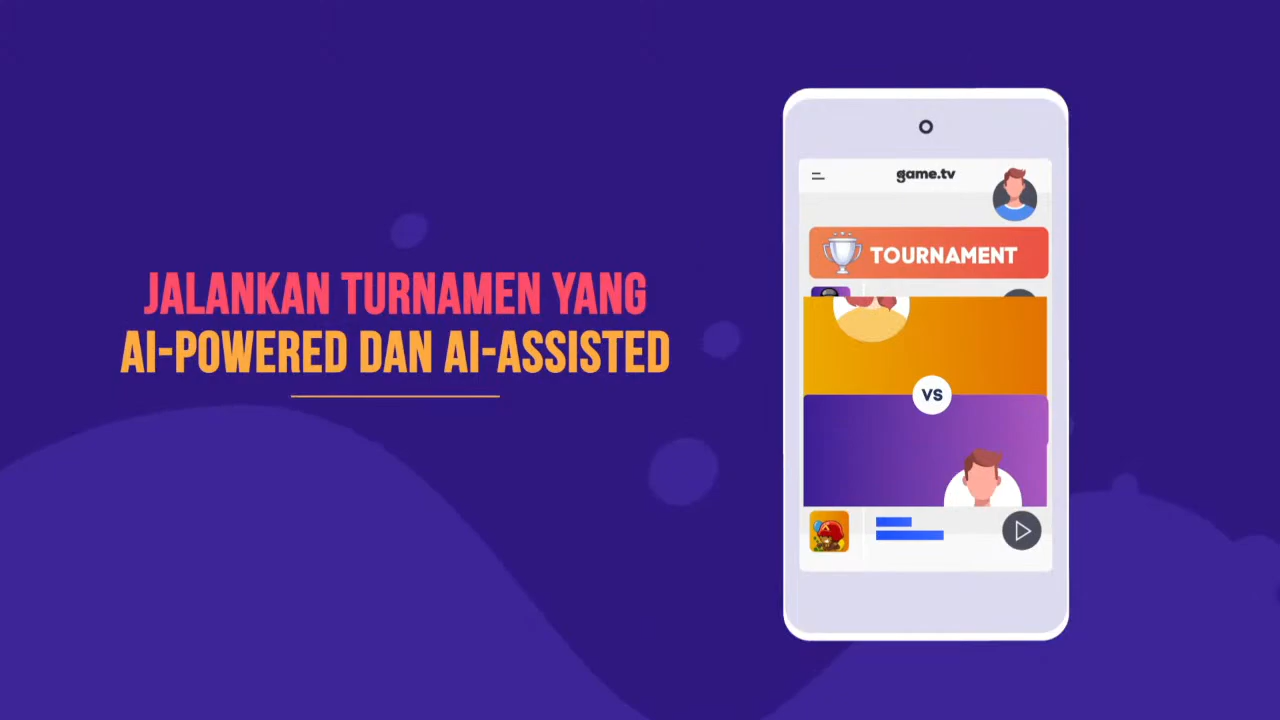 JALANKAN TURNAMEN YANG
AI-POWERED DAN AI-ASSISTED
game.tv
TOURNAMENT
VS